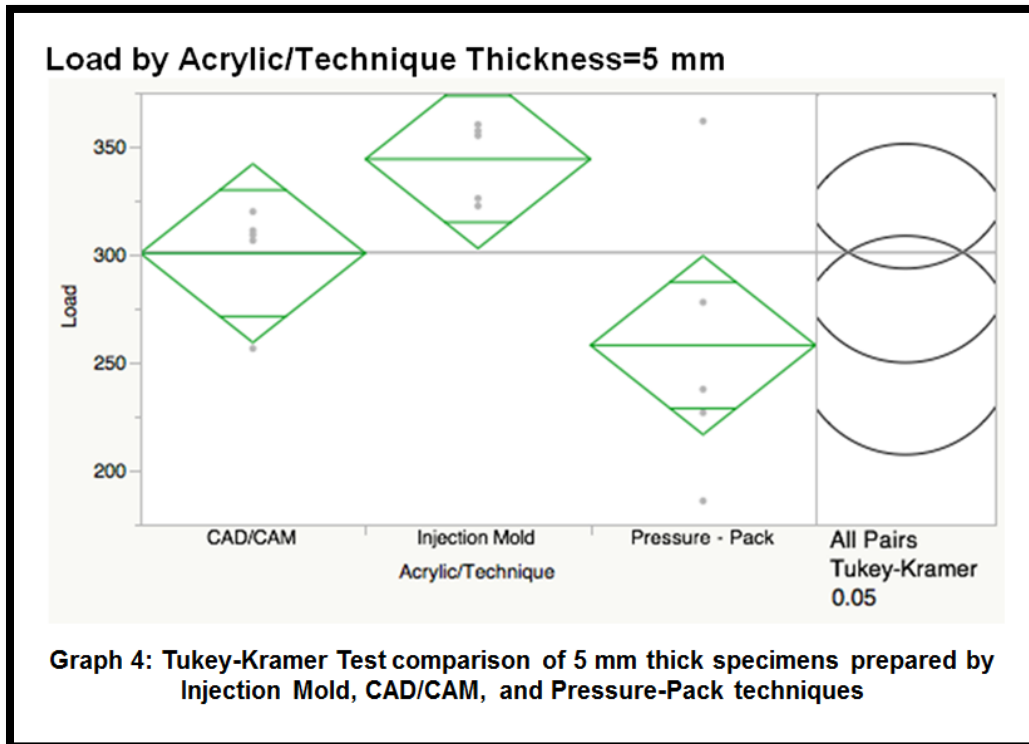 Load by Acrylic/Technique Thickness=5 mm
350
300
250
200
Load
CAD/CAM
Injection Mold
Pressure - Pack
Acrylic/Technique
All Pairs
Tukey-Kramer
0.05
Graph 4: Tukey-Kramer Test comparison of 5 mm thick specimens prepared by
Injection Mold, CAD/CAM, and Pressure-Pack techniques